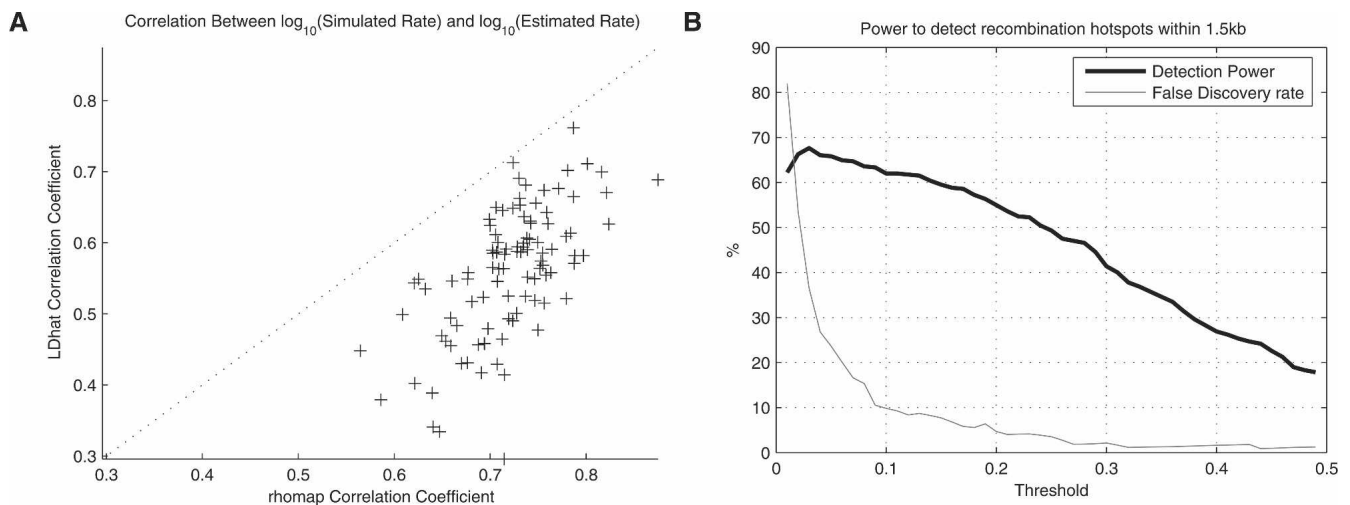 A
Correlation Between log10(Simulated Rate) and log10(Estimated Rate)
0.8
0.7
0.6
0.5
0.4
0.3
LDhat Correlation Coefficient
0.3 0.4 0.5 0.6 0.7 0.8
rhomap Correlation Coefficient
B
Power to detect recombination hotspots within 1.5kb
Detection Power
False Discovery rate
90
80
70
60
50
40
30
20
10
0
%
0 0.1 0.2 0.3 0.4 0.5
Threshold